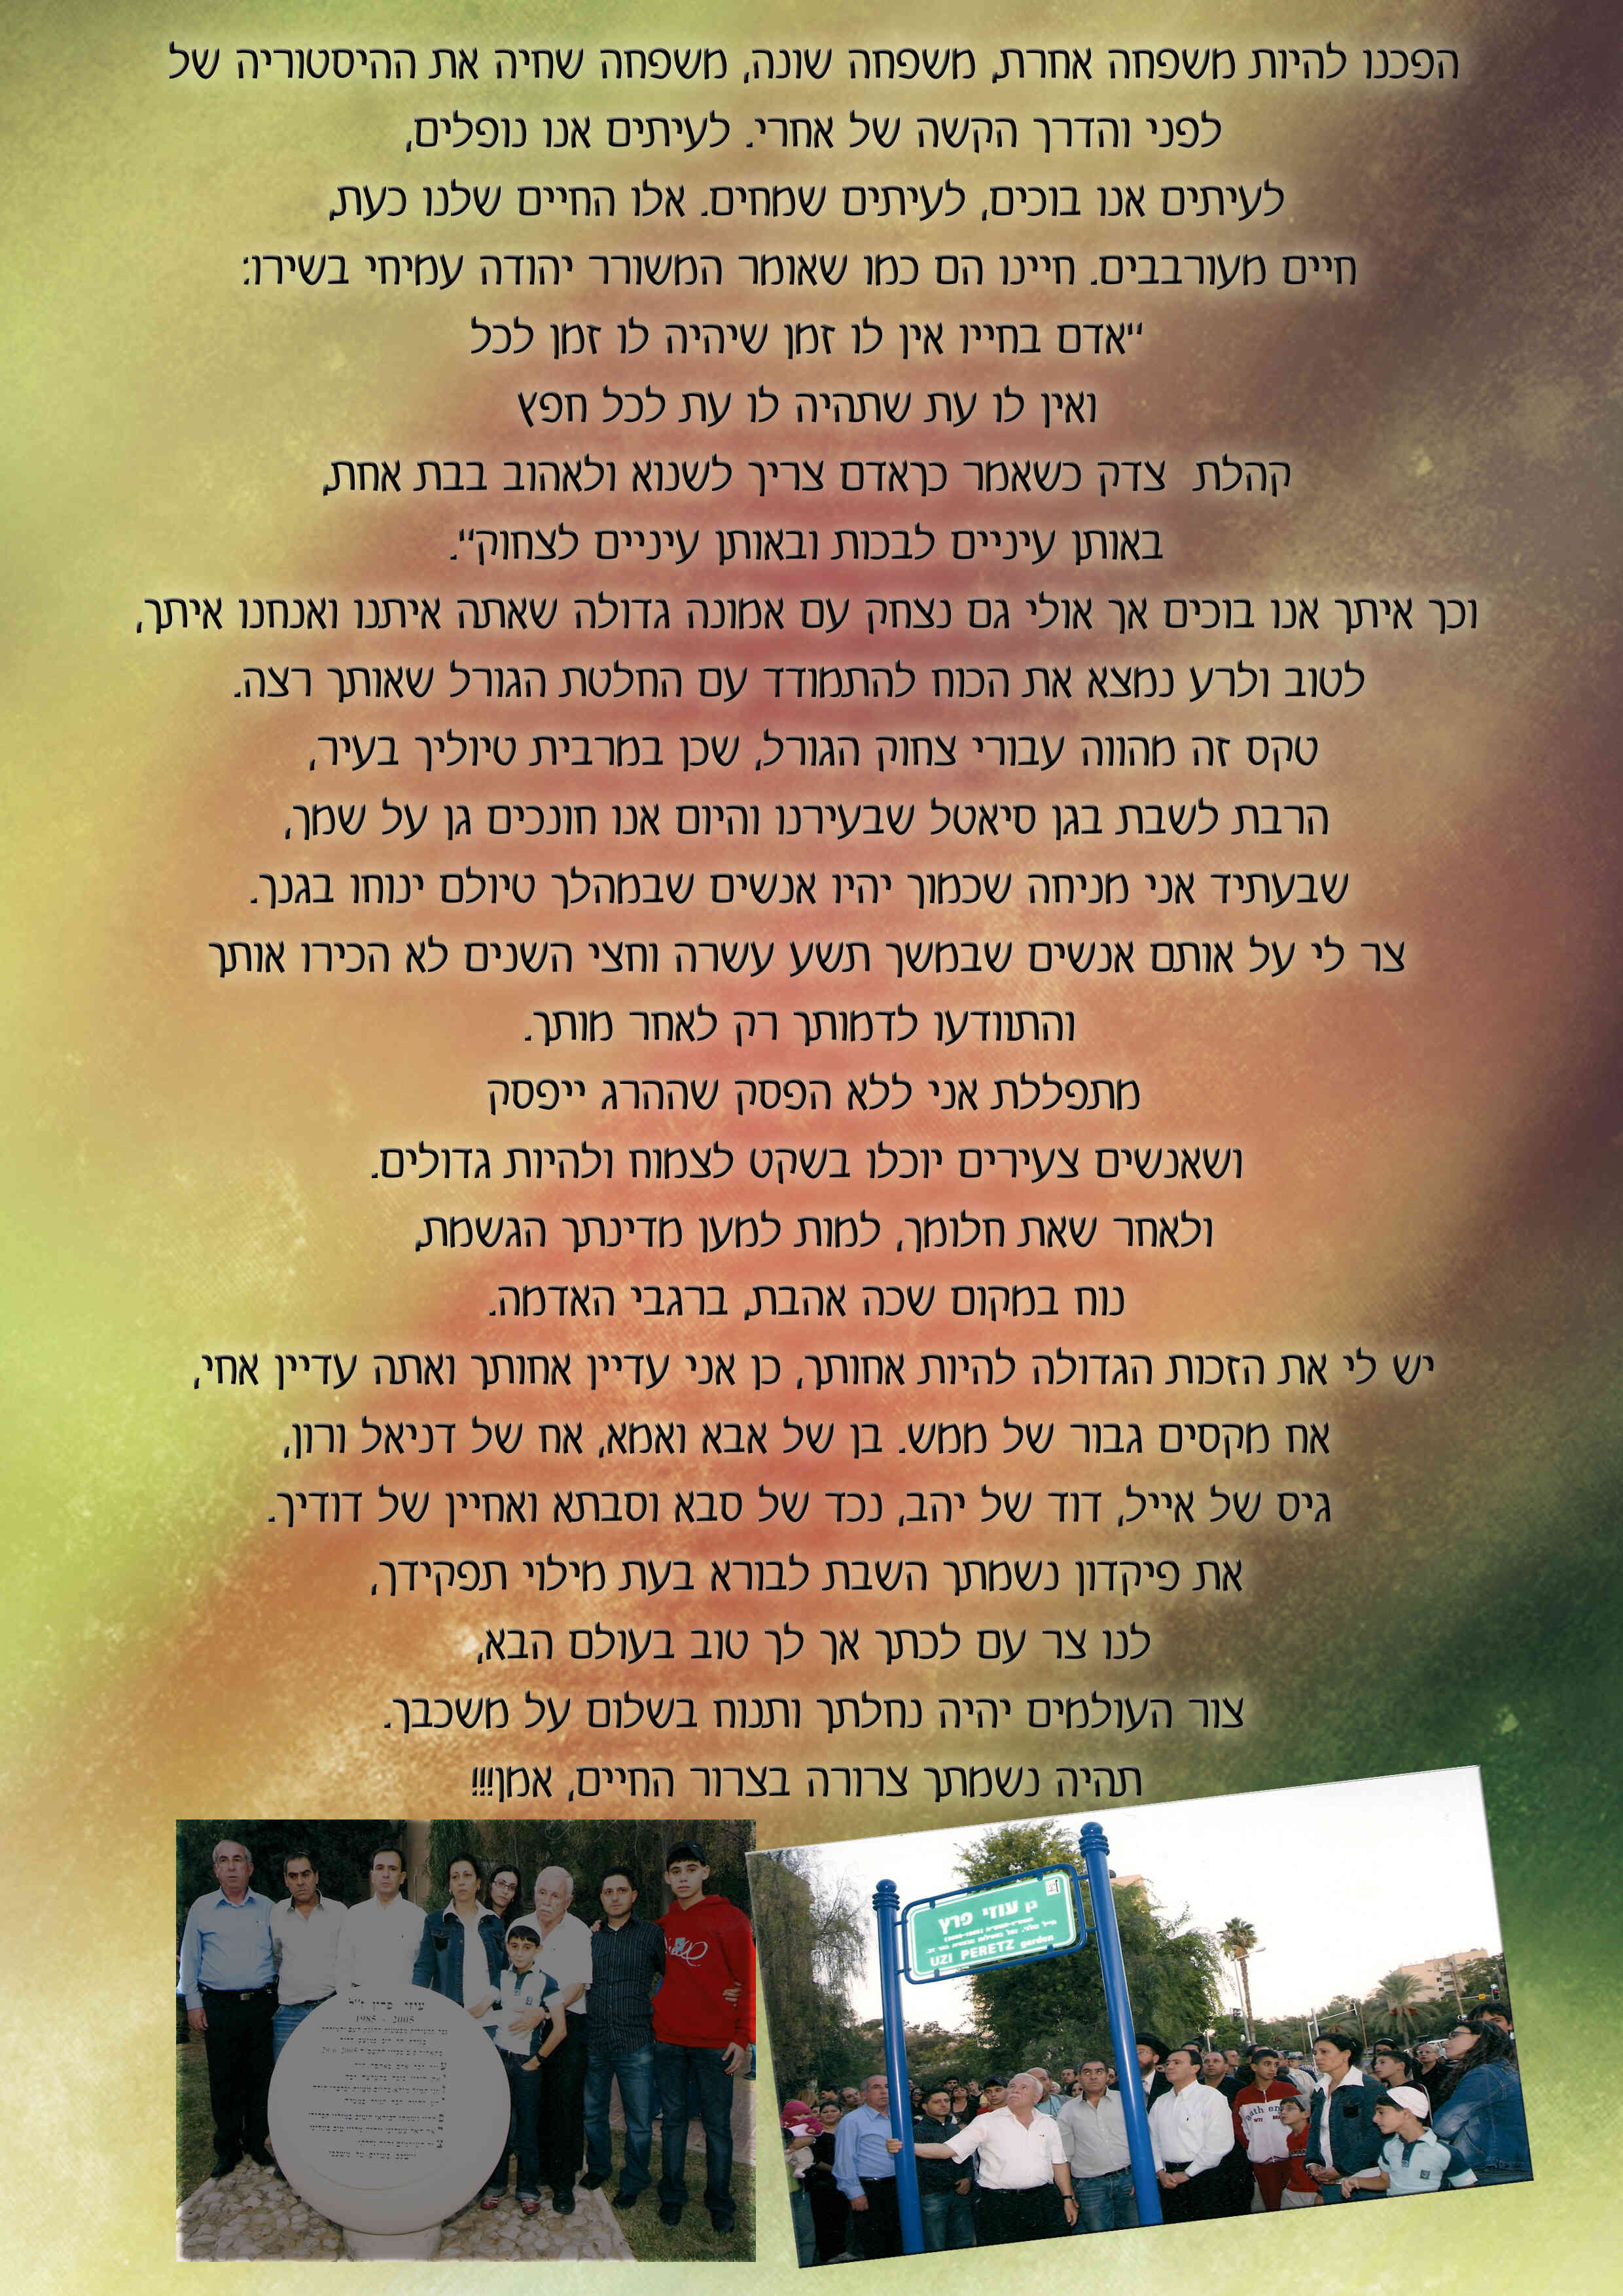 הפכנו להיות משפחה אחרת, משפחה שונה, משפחה שחיה את ההיסטוריה של
לפני והדרך הקשה של אחרי. לעיתים אנו נופלים,
לעיתים אנו בוכים, לעיתים שמחים. אלו החיים שלנו כעת,
חיים מעורבבים. חיינו הם כמו שאומר המשורר יהודה עמיחי בשירו:
"אדם בחייו אין לו זמן שיהיה לו זמן לכל
ואין לו עת שתהיה לו עת לכל חפץ
קהלת צדק כשאמר כךאדם צריך לשנוא ולאהוב בבת אחת,
באותן עיניים לבכות ובאותן עיניים לצחוק".
וכך איתך אנו בוכים אך אולי גם נצחק עם אמונה גדולה שאתה איתנו ואנחנו איתך,
לטוב ולרע נמצא את הכוח להתמודד עם החלטת הגורל שאותך רצה.
טקס זה מהווה עבורי צחוק הגורל, שכן במרבית טיוליך בעיר,
הרבת לשבת בגן סיאטל שבעירנו והיום אנו חונכים גן על שמך,
שבעתיד אני מניחה שכמוך יהיו אנשים שבמהלך טיולם ינוחו בגנך.
צר לי על אותם אנשים שבמשך תשע עשרה וחצי השנים לא הכירו אותך
והתוודעו לדמותך רק לאחר מותך.
מתפללת אני ללא הפסק שההרג ייפסק
ושאנשים צעירים יוכלו בשקט לצמוח ולהיות גדולים.
ולאחר שאת חלומך, למות למען מדינתך הגשמת,
נוח במקום שכה אהבת, ברגבי האדמה.
יש לי את הזכות הגדולה להיות אחותך, כן אני עדיין אחותך ואתה עדיין אחי,
אח מקסים גבור של ממש. בן של אבא ואמא, אח של דניאל ורון,
גיס של אייל, דוד של יהב, נכד של סבא וסבתא ואחיין של דודיך.
את פיקדון נשמתך השבת לבורא בעת מילוי תפקידך,
לנו צר עם לכתך אך לך טוב בעולם הבא,
צור העולמים יהיה נחלתך ותנוח בשלום על משכבך.
תהיה נשמתך צרורה בצרור החיים, אמן!!!
גן עוזי פרץ
UZI PERETZ garden
עוזי פרץ ז"ל
1985 - 2005